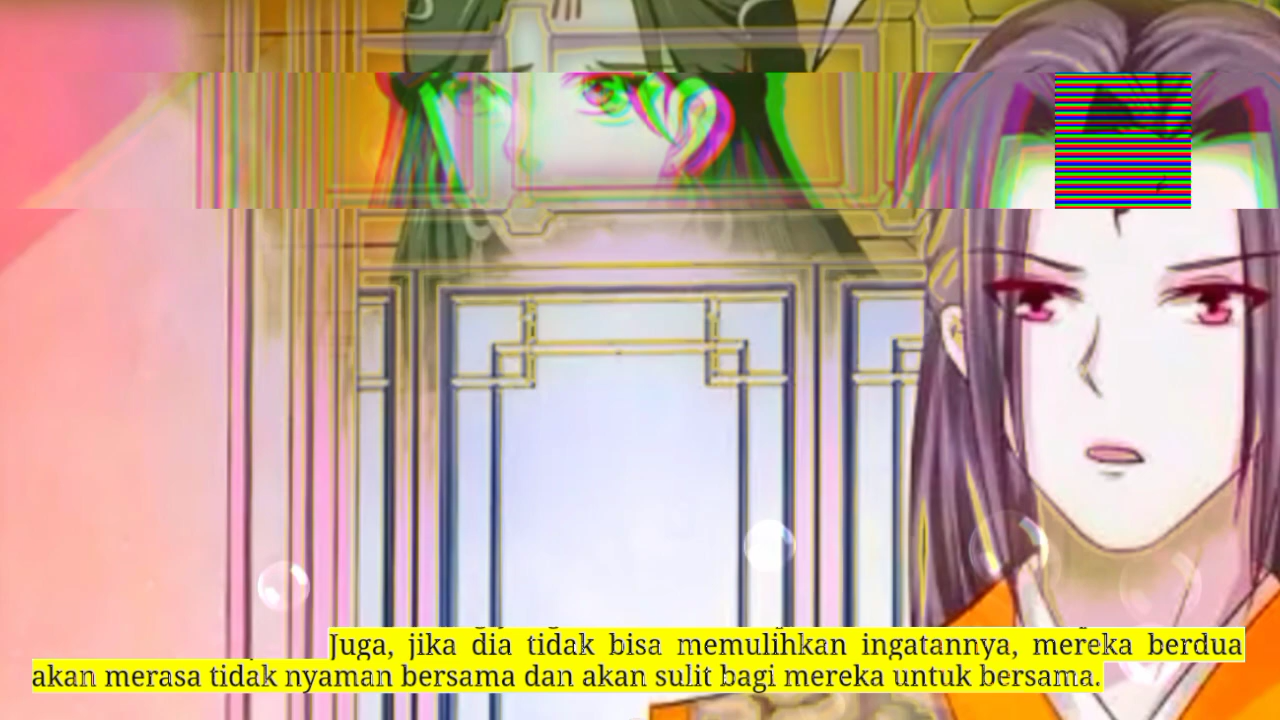 Juga, jika dia tidak bisa memulihkan ingatannya, mereka berdua
akan merasa tidak nyaman bersama dan akan sulit bagi mereka untuk bersama.